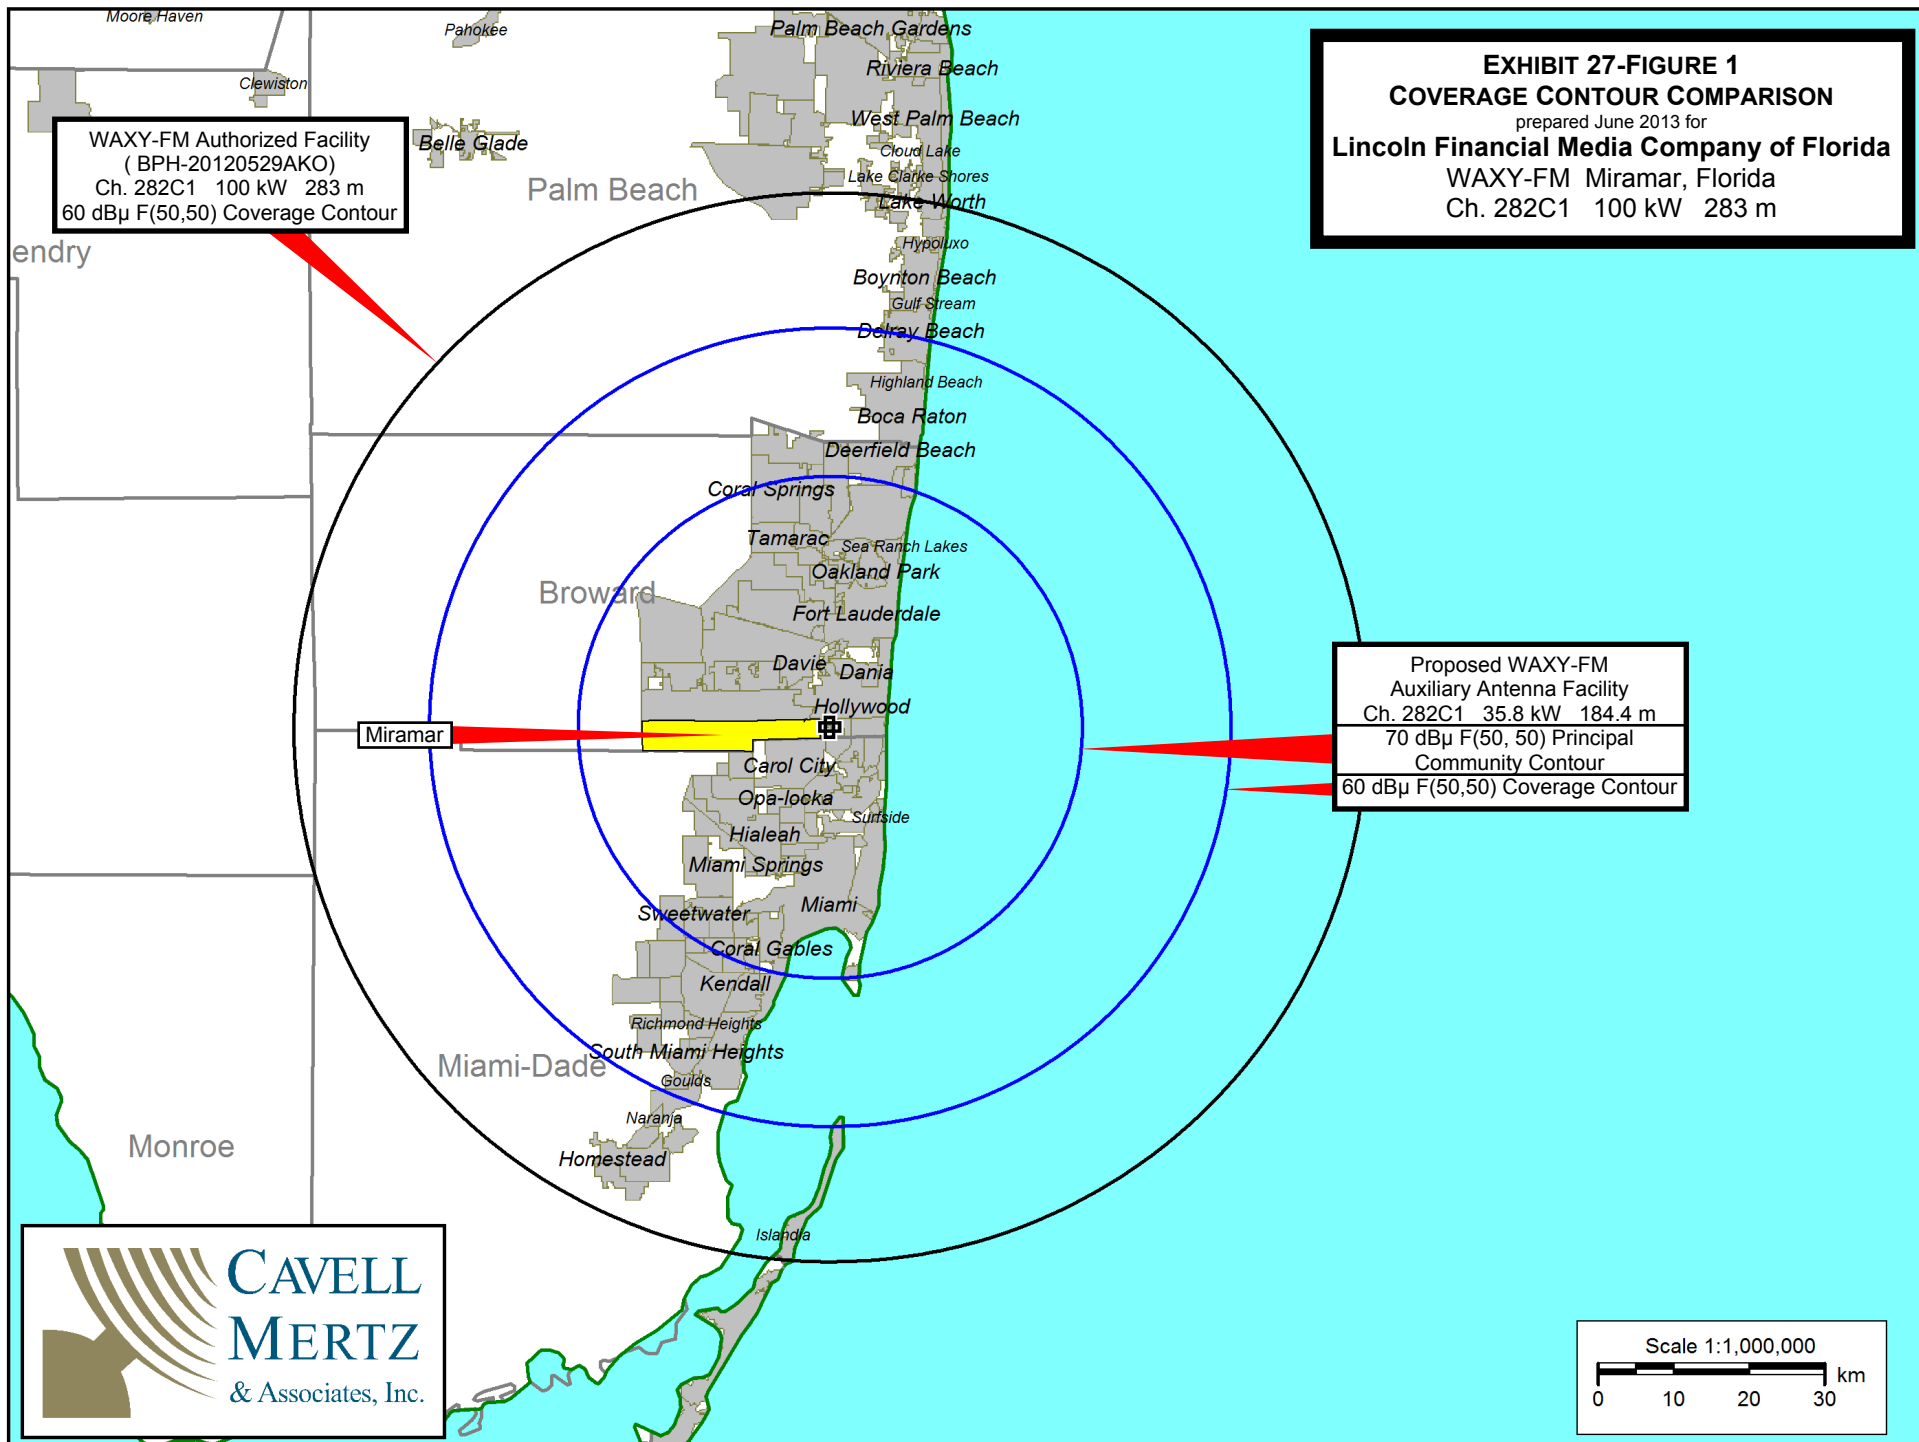 Moore Haven
Pahokee
Clewiston
Belle Glade
Palm Beach Gardens
Riviera Beach
West Palm Beach
Cloud Lake
Lake Clarke Shores
Lake Worth
Hypoluxo
Boynton Beach
Gulf Stream
Delray Beach
Highland Beach
Boca Raton
Deerfield Beach
Coral Springs
Tamarac
Sea Ranch Lakes
Oakland Park
Fort Lauderdale
Davie
Dania
Hollywood
Carol City
Opa-locka
Surfside
Hialeah
Miami Springs
Miami
Sweetwater
Coral Gables
Kendall
Richmond Heights
South Miami Heights
Goulds
Naranja
Homestead
Islandia
Palm Beach
endry
Broward
Miami-Dade
Monroe
EXHIBIT 27-FIGURE 1
COVERAGE CONTOUR COMPARISON
prepared June 2013 for
Lincoln Financial Media Company of Florida
WAXY-FM Miramar, Florida
Ch. 282C1 100 kW 283 m
WAXY-FM Authorized Facility
( BPH-20120529AKO)
Ch. 282C1 100 kW 283 m
60 dBµ F(50,50) Coverage Contour
Miramar
Proposed WAXY-FM
Auxiliary Antenna Facility
Ch. 282C1 35.8 kW 184.4 m
70 dBµ F(50, 50) Principal
Community Contour
60 dBµ F(50,50) Coverage Contour
CAVELL
MERTZ
& Associates, Inc.
Scale 1:1,000,000
km
0 10 20 30